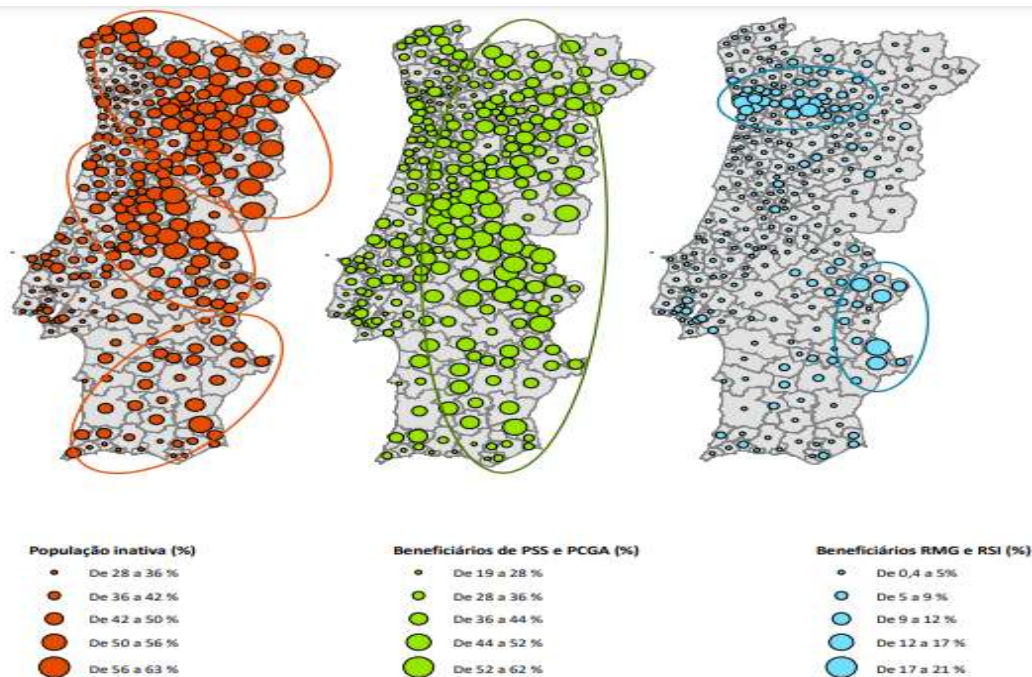 População inativa (%)
De 28 a 36 %
De 36 a 42 %
De 42 a 50 %
De 50 a 56 %
De 56 a 63 %
Beneficiários de PSS e PCGA (%)
De 19 a 28 %
De 28 a 36 %
De 36 a 44 %
De 44 a 52 %
De 52 a 62 %
Beneficiários RMG e RSI (%)
De 0,4 a 5%
De 5 a 9 %
De 9 a 12 %
De 12 a 17 %
De 17 a 21 %